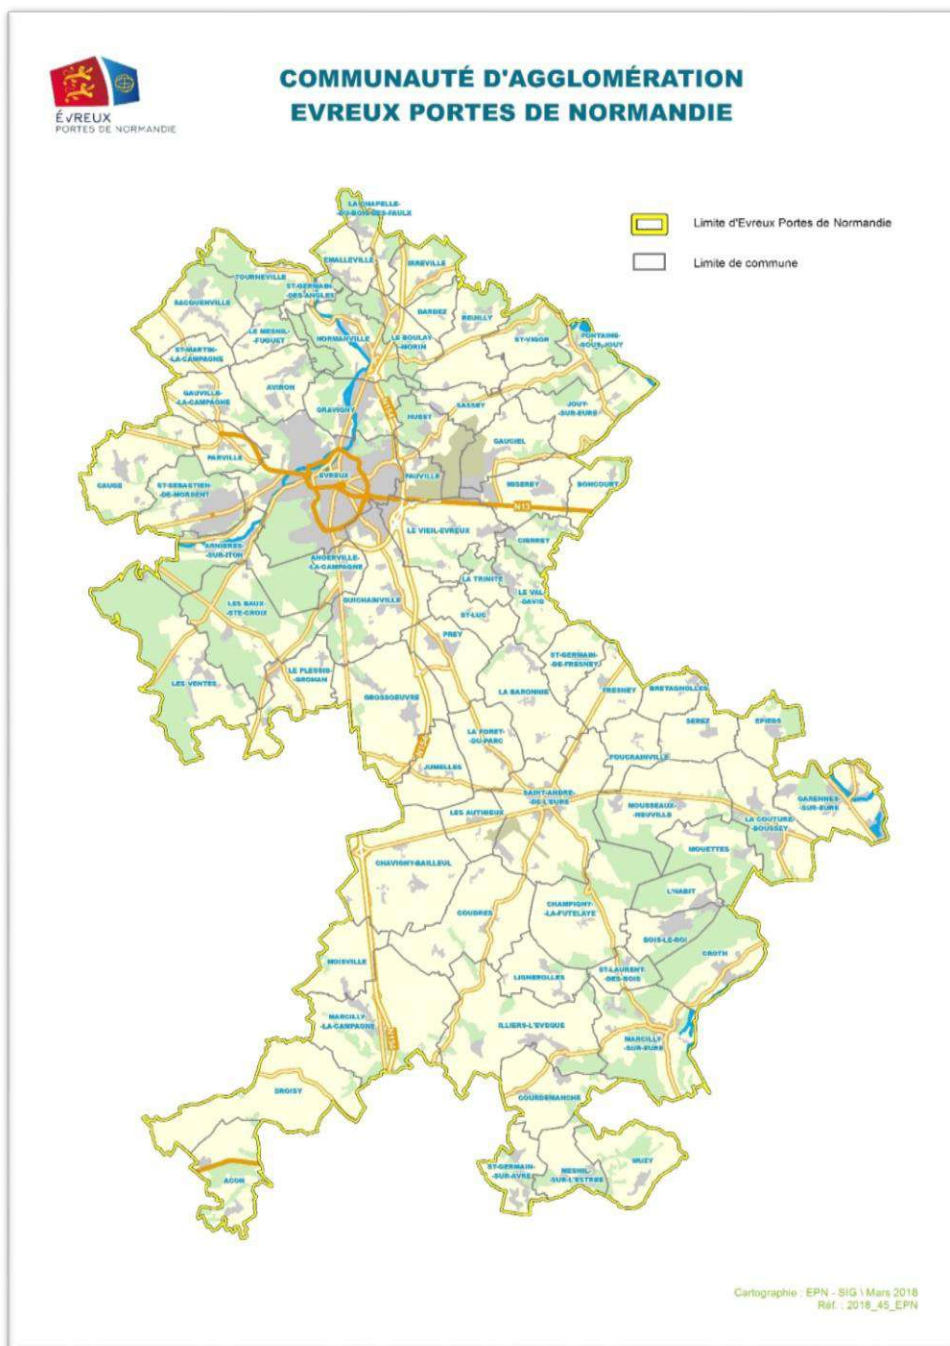 ÉVREUX
PORTES DE NORMANDIE
COMMUNAUTÉ D'AGGLOMÉRATION
EVREUX PORTES DE NORMANDIE
Limite d'Evreux Portes de Normandie
Limite de commune
LA CHAPELLE-
-DU-BOIS-DES-FAULX
EMALLEVILLE
IRREVILLE
TOURNEVILLE
ST-GERMAIN-
-DES-ANGLES
SACQUENVILLE
DARDEZ
REUILLY
LE MESNIL-
-FUGUET
NORMANVILLE
LE BOULAY-
-MORIN
ST-VIGOR
FONTAINE-
-SOUS-JOUY
ST-MARTIN-
-LA-CAMPAGNE
AVIRON
GAUVILLE-
-LA-CAMPAGNE
GRAVIGNY
HUEST
SASSEY
JOUY-
-SUR-EURE
GAUCIEL
PARVILLE
EVREUX
FAUVILLE
MISEREY
BONCOURT
CAUGE
ST-SEBASTIEN-
-DE-MORSENT
N13
LE VIEIL-EVREUX
CIERREY
ARNIERES-
-SUR-ITON
ANGERVILLE-
-LA-CAMPAGNE
LA TRINITE
LE VAL-
-DAVID
LES BAUX-
-STE-CROIX
GUICHAINVILLE
ST-LUC
PREY
ST-GERMAIN-
-DE-FRESNEY
LES VENTES
LE PLESSIS-
-GROHAN
GROSSOEUVRE
LA BARONNIE
FRESNEY
BRETAGNOLLES
SEREZ
EPIEDS
LA FORET-
-DU-PARC
FOUCRAINVILLE
JUMELLES
SAINT-ANDRE-
-DE-L'EURE
LES AUTHIEUX
MOUSSEAUX-
-NEUVILLE
GARENNES-
-SUR-EURE
LA COUTURE-
-BOUSSEY
MOUETTES
CHAVIGNY-BAILLEUL
L'HABIT
COUDRES
CHAMPIGNY-
-LA-FUTELAYE
BOIS-LE-ROI
CROTH
MOISVILLE
LIGNEROLLES
ST-LAURENT-
-DES-BOIS
MARCILLY-
-LA-CAMPAGNE
ILLIERS-L'EVEQUE
MARCILLY-
-SUR-EURE
DROISY
COURDEMANCHE
ST-GERMAIN-
-SUR-AVRE
MESNIL-
-SUR-L'ESTREE
MUZY
ACON
Cartographie : EPN - SIG \ Mars 2018
Réf. : 2018_45_EPN